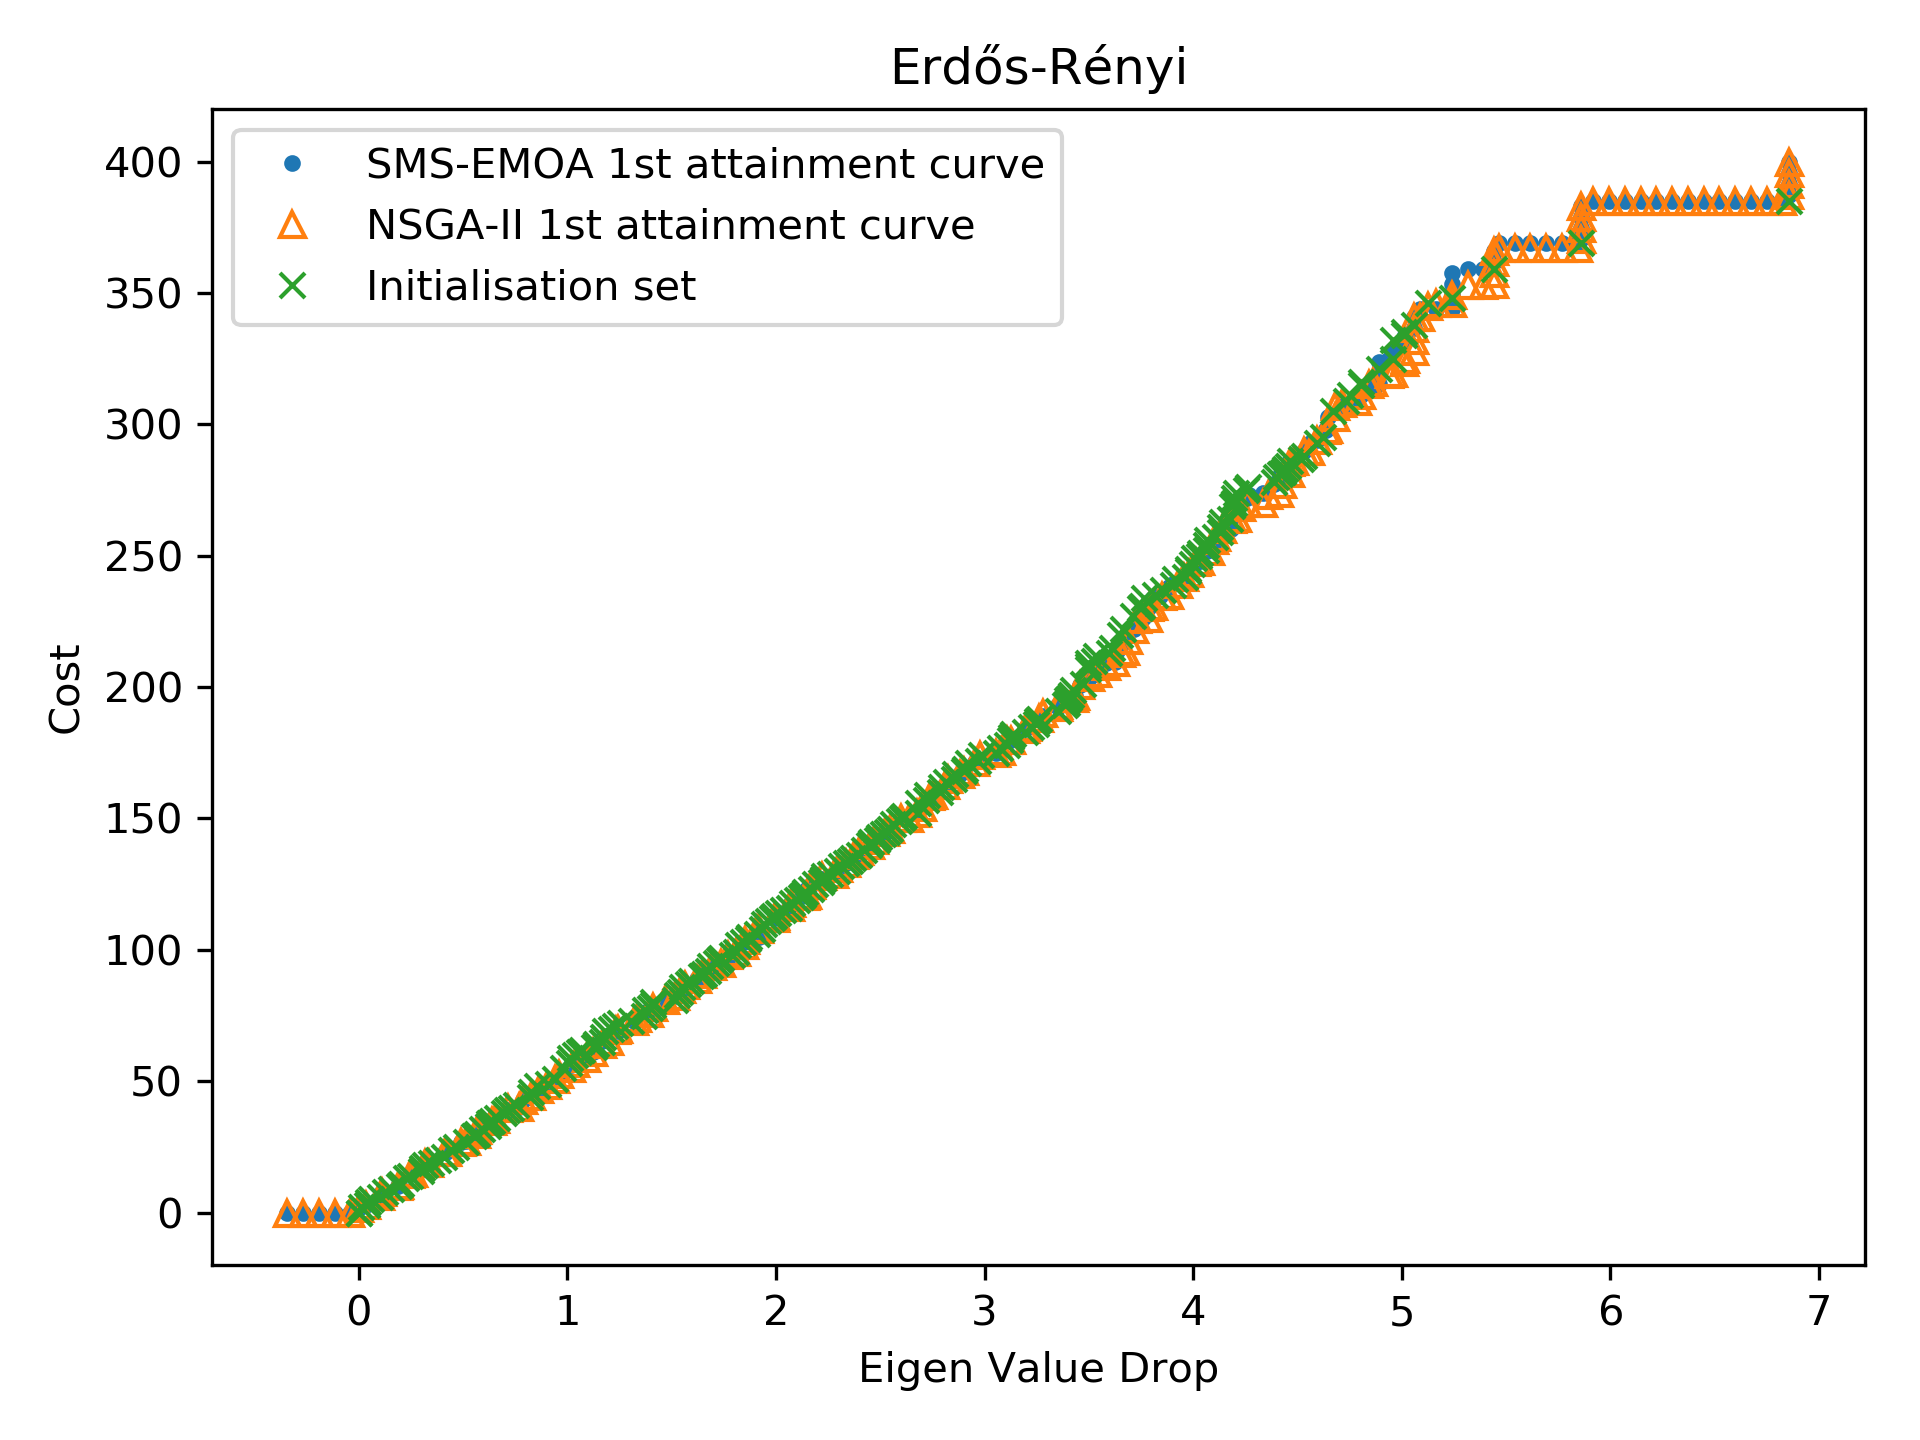 Erdős-Rényi
SMS-EMOA 1st attainment curve
NSGA-II 1st attainment curve
Initialisation set
400
350
300
250
200
150
100
50
0
Cost
0 1 2 3 4 5 6 7
Eigen Value Drop